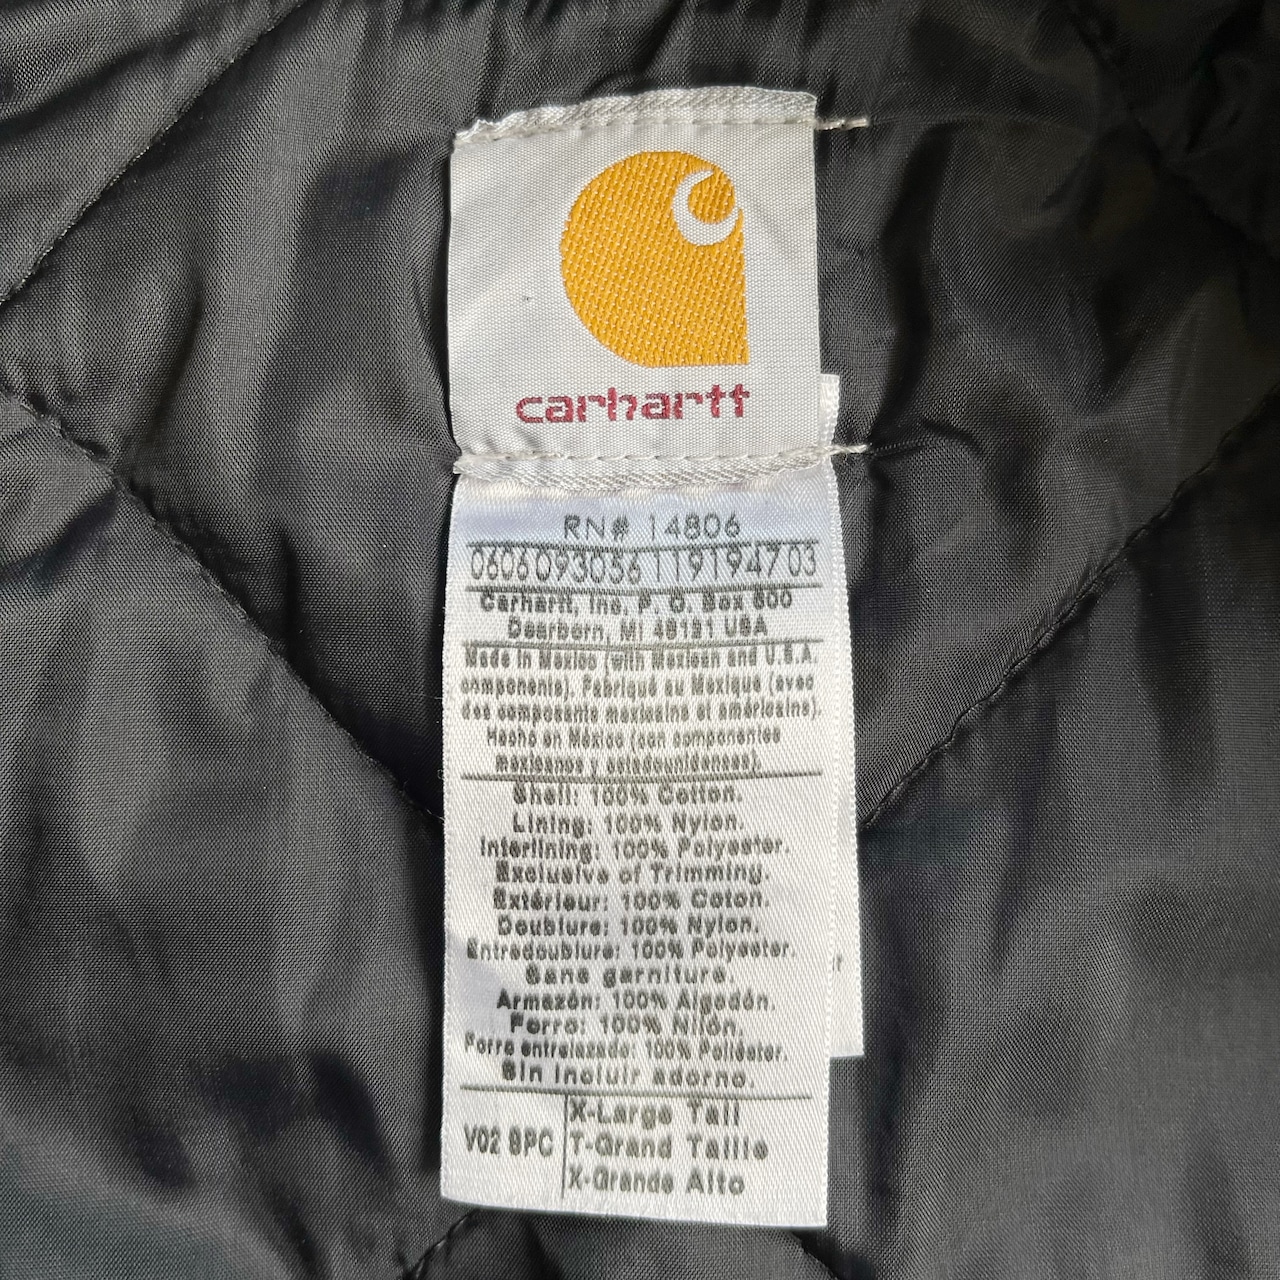 carhartt
RN# 14806
0606093056119194703
Carhartt, Inc. P. O. Box 600
Dearborn, MI 48121 USA
Made in Mexico (with Mexican and U.S.A.
components). Fabriqué au Mexique (avec
des composants mexicains et américains).
Hecho en México (con componentes
mexicanos y estadounidenses).
Shell: 100% Cotton.
Lining: 100% Nylon.
Interlining: 100% Polyester.
Exclusive of Trimming.
Extérieur: 100% Coton.
Doublure: 100% Nylon.
Entredoublure: 100% Polyester.
Sans garniture.
Armazón: 100% Algodón.
Forro: 100% Nilón.
Forro entrelazado: 100% Poliéster.
Sin incluir adorno.
V02 BPC
X-Large Tall
T-Grand Taille
X-Grande Alto